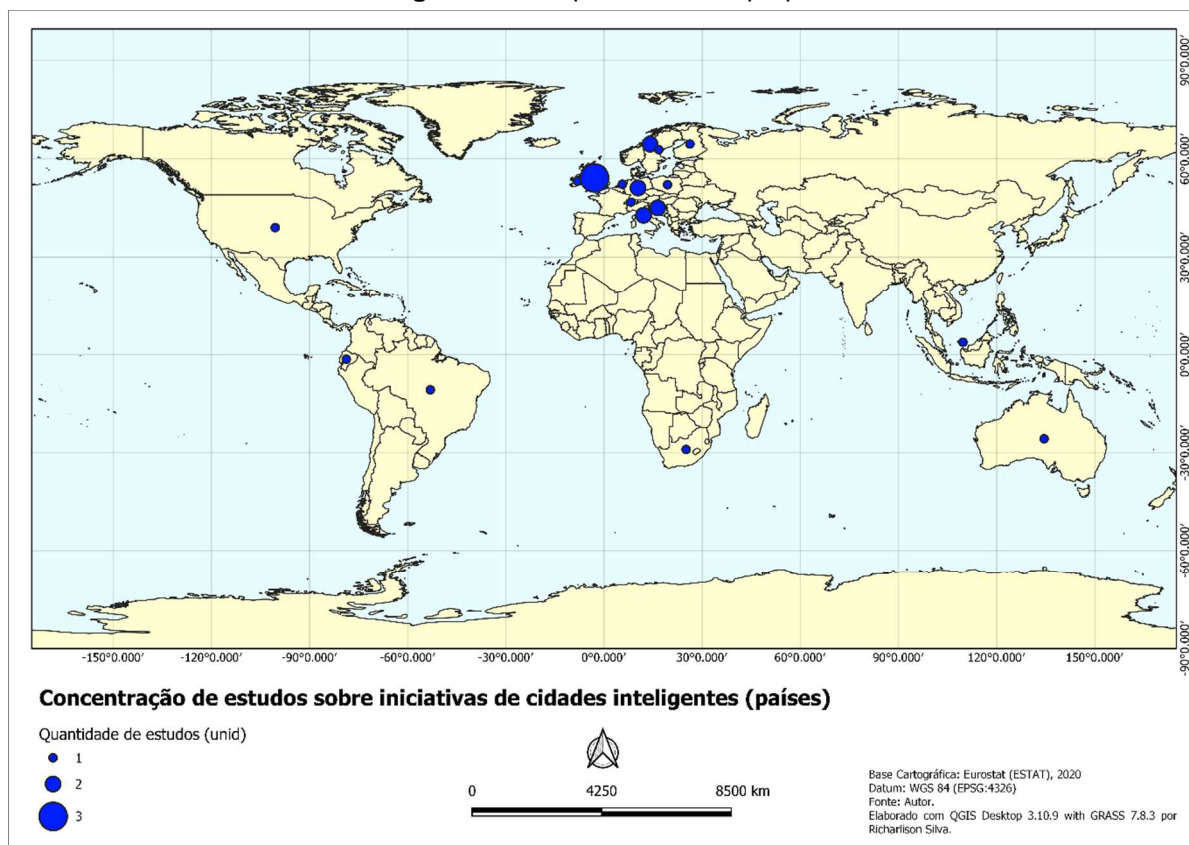 90°0.000′
60°0.000′
30°0.000′
0°0.000′
-30°0.000′
-60°0.000′
-90°0.000′
-150°0.000′ -120°0.000′ -90°0.000′ -60°0.000′ -30°0.000′ 0°0.000′ 30°0.000′ 60°0.000′ 90°0.000′ 120°0.000′ 150°0.000′
Concentração de estudos sobre iniciativas de cidades inteligentes (países)
Quantidade de estudos (unid)
1
2
3
0 4250 8500 km
Base Cartográfica: Eurostat (ESTAT), 2020
Datum: WGS 84 (EPSG:4326)
Fonte: Autor.
Elaborado com QGIS Desktop 3.10.9 with GRASS 7.8.3 por
Richarlison Silva.